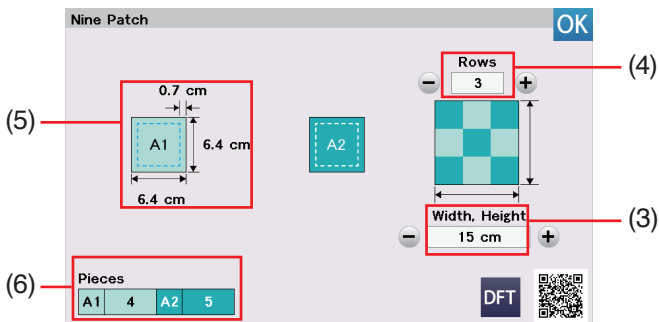 Nine Patch
OK
Rows
(4)
3
0.7 cm
(5)
A1
6.4 cm
A2
6.4 cm
Width, Height
(3)
15 cm
(6)
Pieces
A1 4 A2 5
DFT